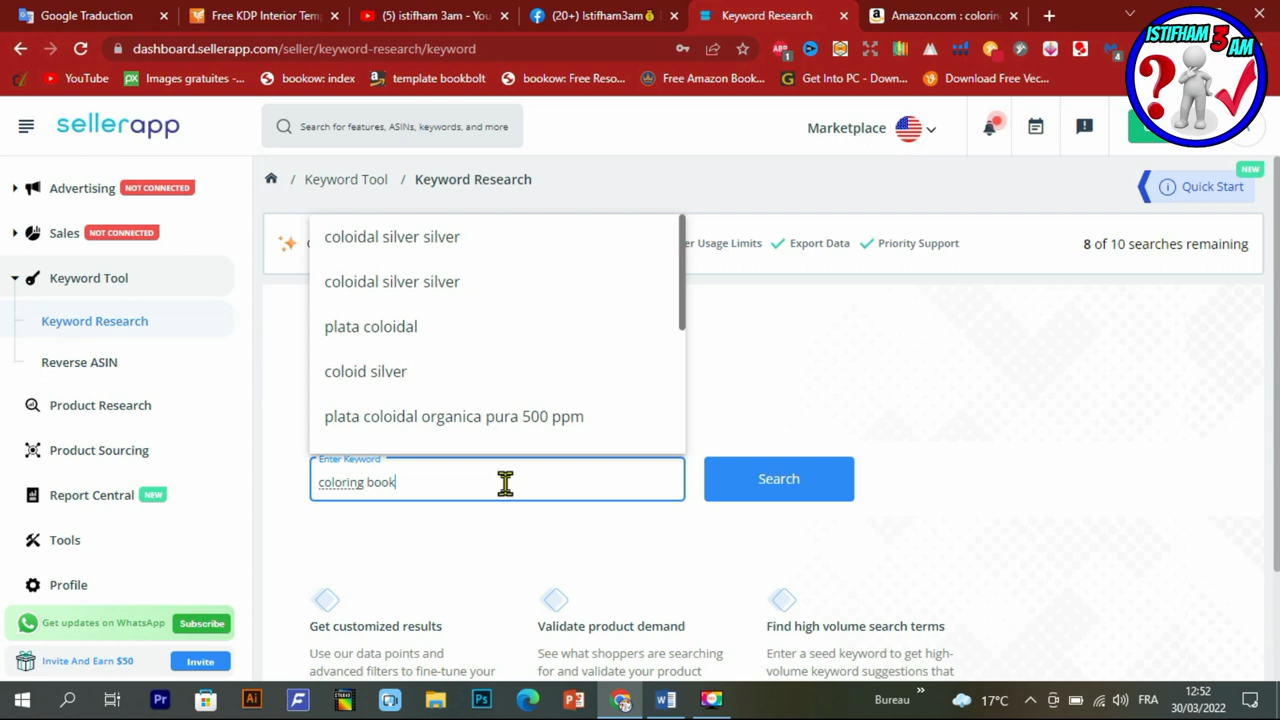 Google Traduction
Free KDP Interior Tem
(5) istifham 3am - You
(20+) Istifham3am
Keyword Research
Amazon.com : colorin
dashboard.sellerapp.com/seller/keyword-research/keyword
YouTube
Images gratuites -...
bookow: index
template bookbolt
bookow: Free Reso...
Free Amazon Book...
Get Into PC - Down...
Download Free Vec...
ISTIFHAM 3 AM
sellerapp
Search for features, ASINs, keywords, and more
Marketplace
Advertising NOT CONNECTED
Keyword Tool / Keyword Research
NEW
Quick Start
Sales NOT CONNECTED
er Usage Limits
Export Data
Priority Support
8 of 10 searches remaining
Keyword Tool
Keyword Research
Reverse ASIN
Product Research
Product Sourcing
Report Central NEW
Tools
Profile
Get updates on WhatsApp Subscribe
Invite And Earn $50 Invite
coloidal silver silver
coloidal silver silver
plata coloidal
coloid silver
plata coloidal organica pura 500 ppm
Enter Keyword
coloring book
Search
Get customized results
Use our data points and
advanced filters to fine-tune your
Validate product demand
See what shoppers are searching
for and validate your product
Find high volume search terms
Enter a seed keyword to get high-
volume keyword suggestions that
Bureau
17°C
FRA
12:52
30/03/2022